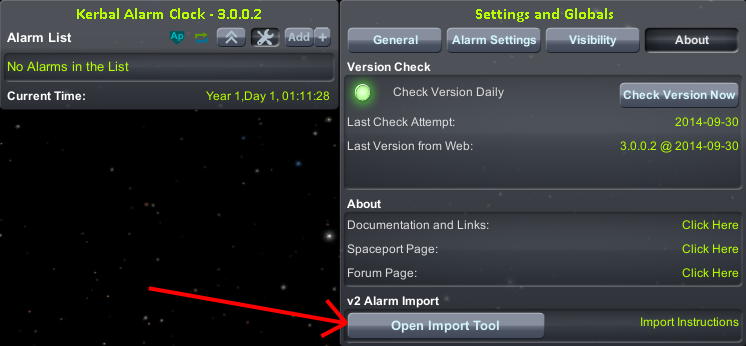 Kerbal Alarm Clock - 3.0.0.2
Alarm List Ap Add +
No Alarms in the List
Current Time: Year 1,Day 1, 01:11:28
Settings and Globals
General Alarm Settings Visibility About
Version Check
Check Version Daily Check Version Now
Last Check Attempt: 2014-09-30
Last Version from Web: 3.0.0.2 @ 2014-09-30
About
Documentation and Links: Click Here
Spaceport Page: Click Here
Forum Page: Click Here
v2 Alarm Import
Open Import Tool Import Instructions